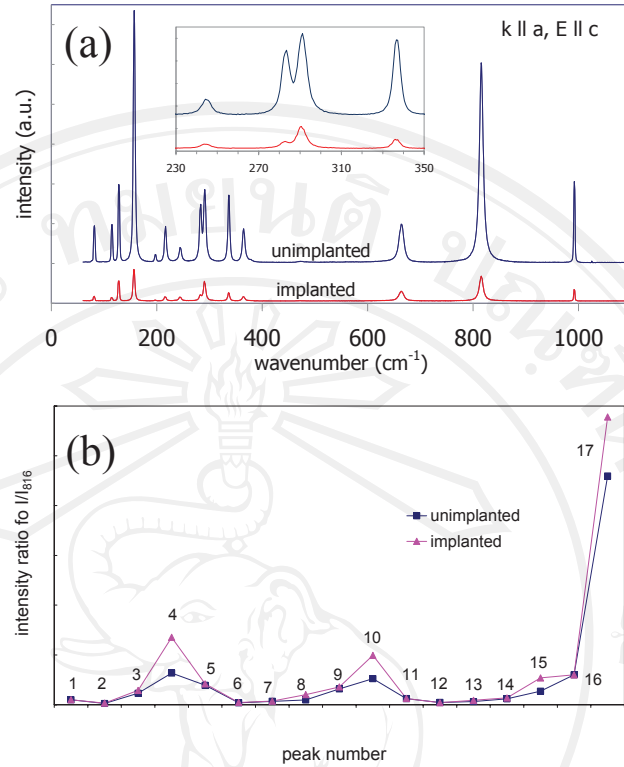 (a)
k ll a, E ll c
intensity (a.u.)
230 270 310 350
unimplanted
implanted
0 200 400 600 800 1000
wavenumber (cm⁻¹)
(b)
intensity ratio fo I/I₈₁₆
unimplanted
implanted
1 2 3 4 5 6 7 8 9 10 11 12 13 14 15 16 17
peak number